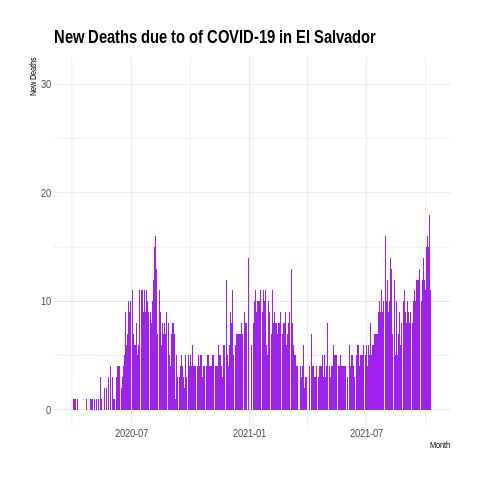 New Deaths due to of COVID-19 in El Salvador
New Deaths
30
20
10
0
2020-07
2021-01
2021-07
Month